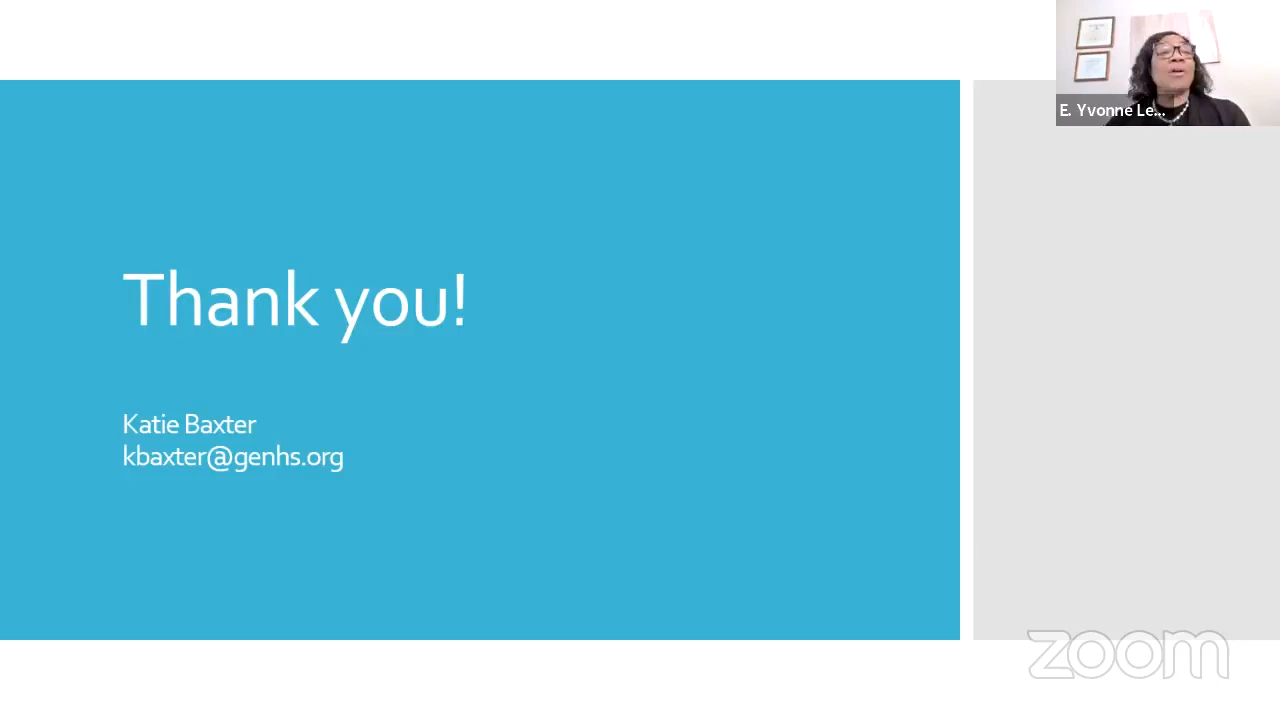 E. Yvonne Le...
Thank you!
Katie Baxter
kbaxter@genhs.org
zoom